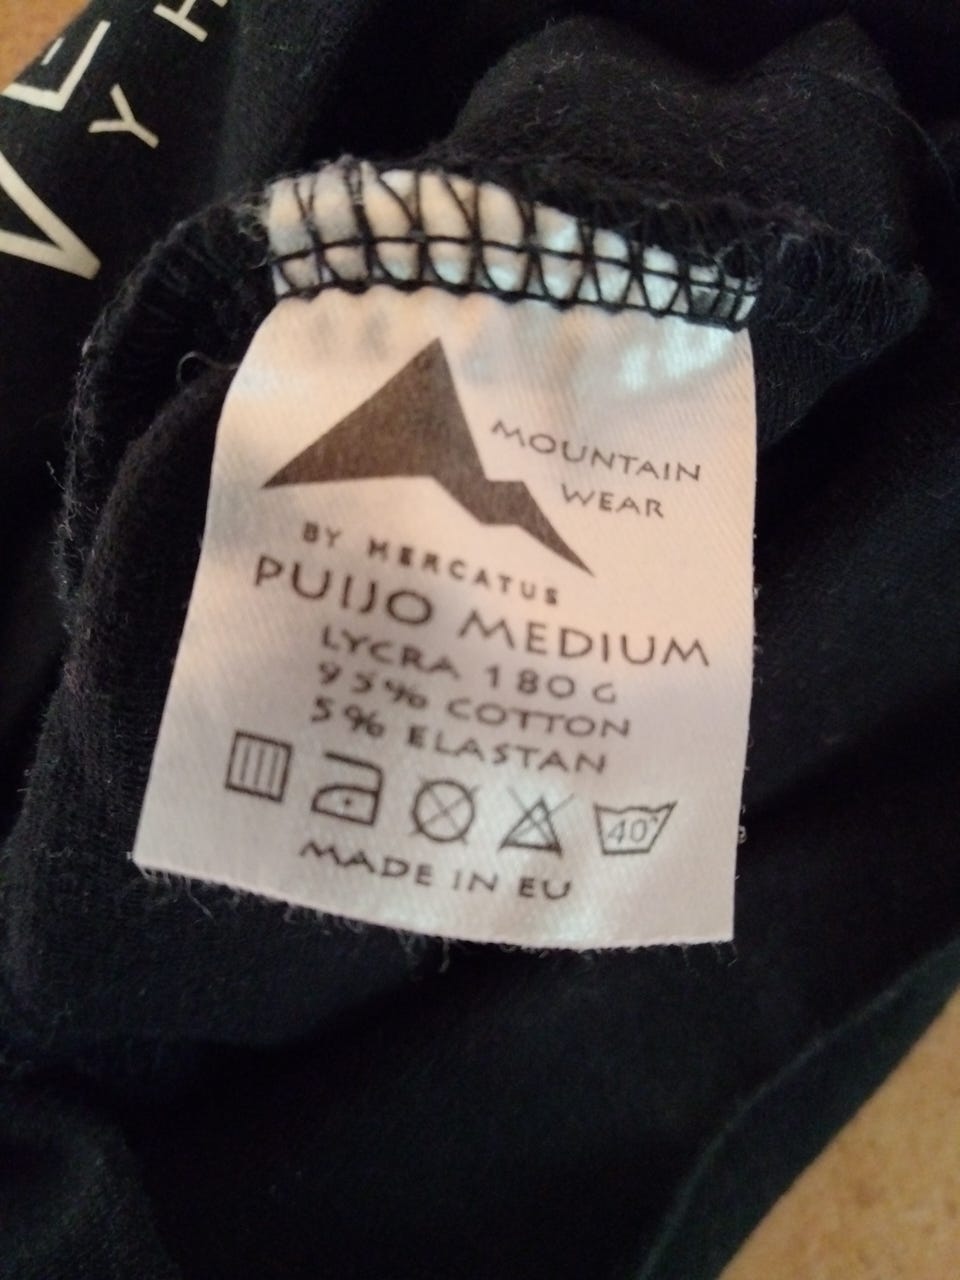 MOUNTAIN
WEAR
BY MERCATUS
PUIJO MEDIUM
LYCRA 180 G
95% COTTON
5% ELASTAN
40°
MADE IN EU